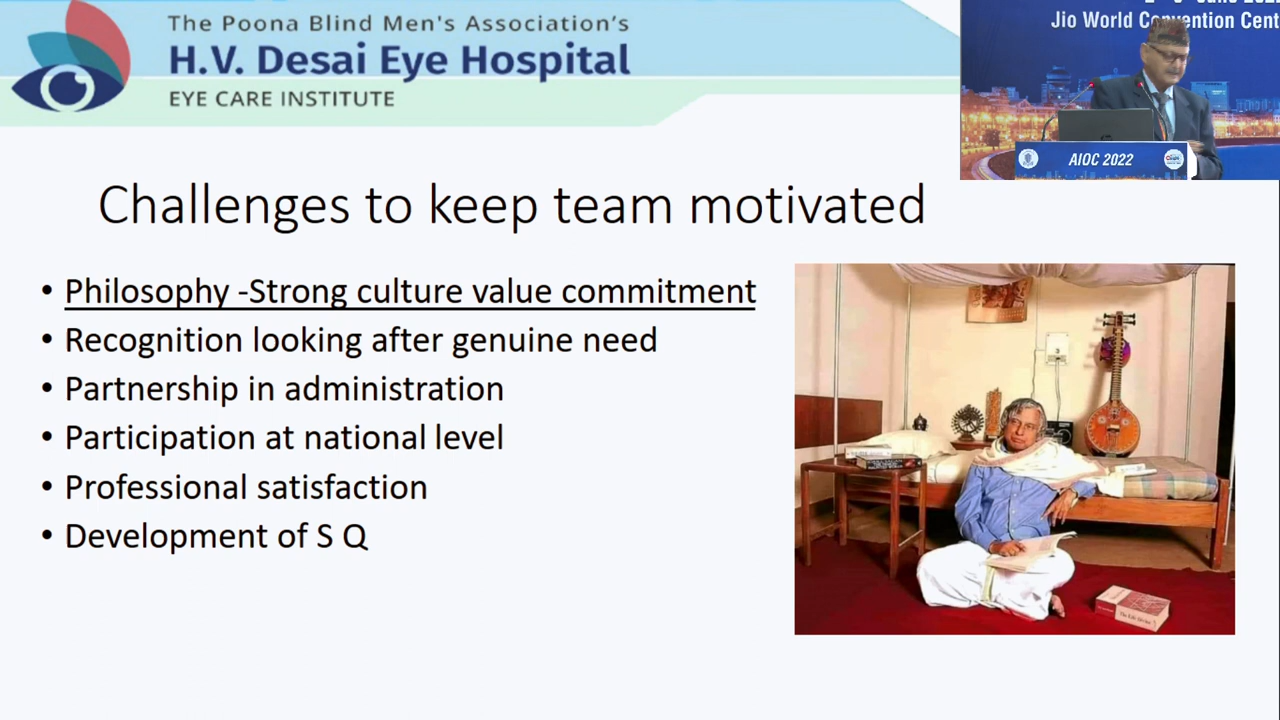 The Poona Blind Men's Association's
H.V. Desai Eye Hospital
EYE CARE INSTITUTE
Jio World Convention Cent
AIOC 2022
Challenges to keep team motivated
• Philosophy -Strong culture value commitment
• Recognition looking after genuine need
• Partnership in administration
• Participation at national level
• Professional satisfaction
• Development of S Q